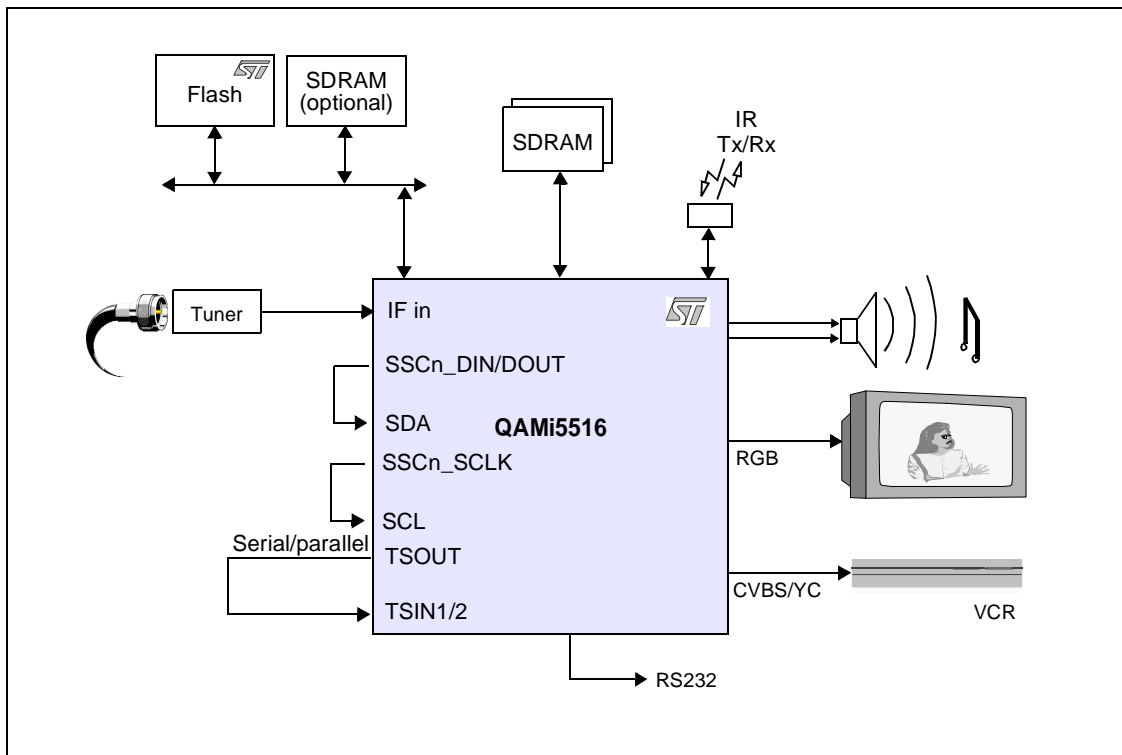 Flash
SDRAM
(optional)
SDRAM
IR
Tx/Rx
Tuner
IF in
SSCn_DIN/DOUT
SDA
QAMi5516
SSCn_SCLK
SCL
Serial/parallel
TSOUT
TSIN1/2
RGB
CVBS/YC
VCR
RS232